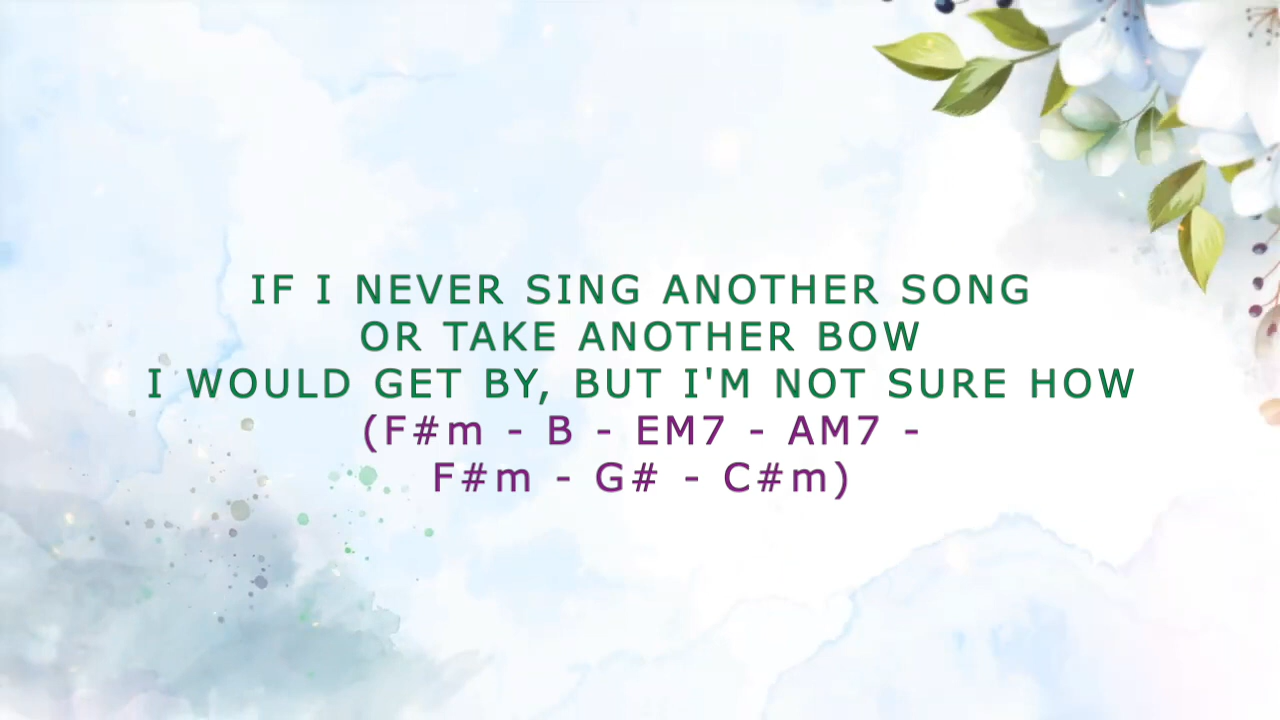 IF I NEVER SING ANOTHER SONG
OR TAKE ANOTHER BOW
I WOULD GET BY, BUT I'M NOT SURE HOW
(F#m - B - EM7 - AM7 -
F#m - G# - C#m)